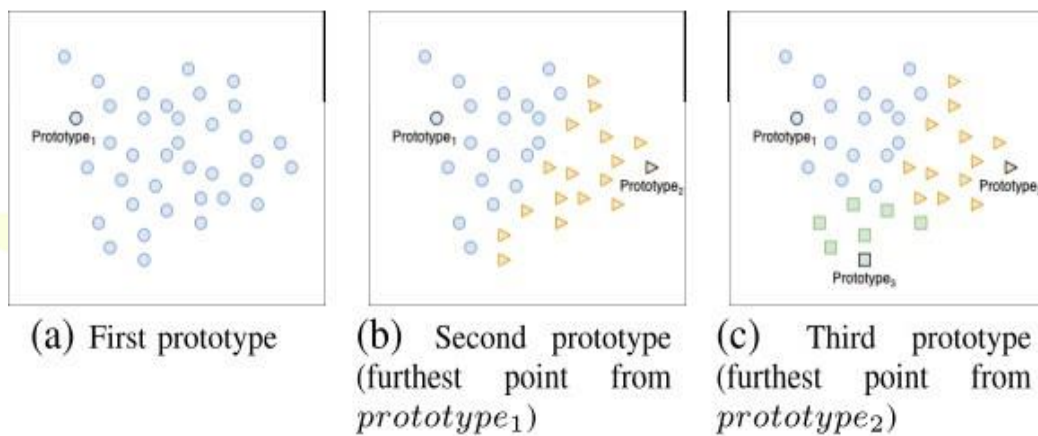 Prototype₁
(a) First prototype
Prototype₁
Prototype₂
(b) Second prototype
(furthest point from
prototype₁)
Prototype₁
Prototype
Prototype₃
(c) Third prototype
(furthest point from
prototype₂)